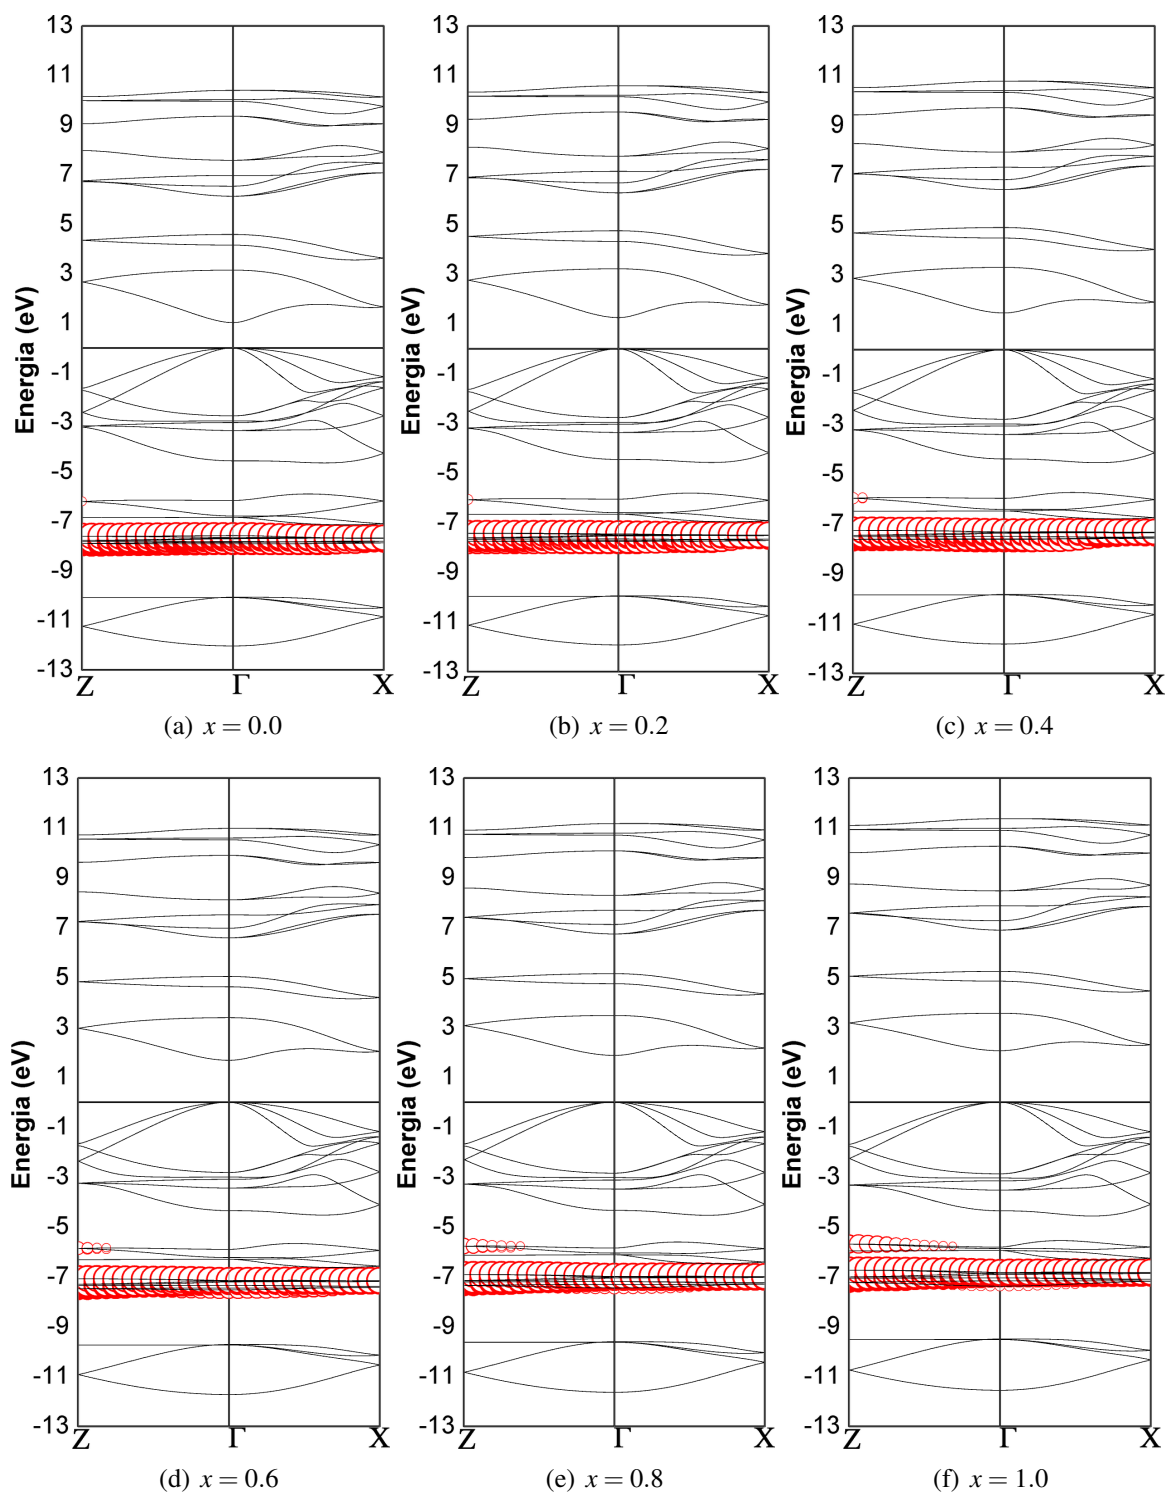 13 13 13
11 11 11
9 9 9
7 7 7
5 5 5
3 3 3
1 1 1
-1 -1 -1
-3 -3 -3
-5 -5 -5
-7 -7 -7
-9 -9 -9
-11 -11 -11
-13 -13 -13
Energia (eV) Energia (eV) Energia (eV)
Z Γ X Z Γ X Z Γ X
(a) x = 0.0 (b) x = 0.2 (c) x = 0.4
13 13 13
11 11 11
9 9 9
7 7 7
5 5 5
3 3 3
1 1 1
-1 -1 -1
-3 -3 -3
-5 -5 -5
-7 -7 -7
-9 -9 -9
-11 -11 -11
-13 -13 -13
Energia (eV) Energia (eV) Energia (eV)
Z Γ X Z Γ X Z Γ X
(d) x = 0.6 (e) x = 0.8 (f) x = 1.0